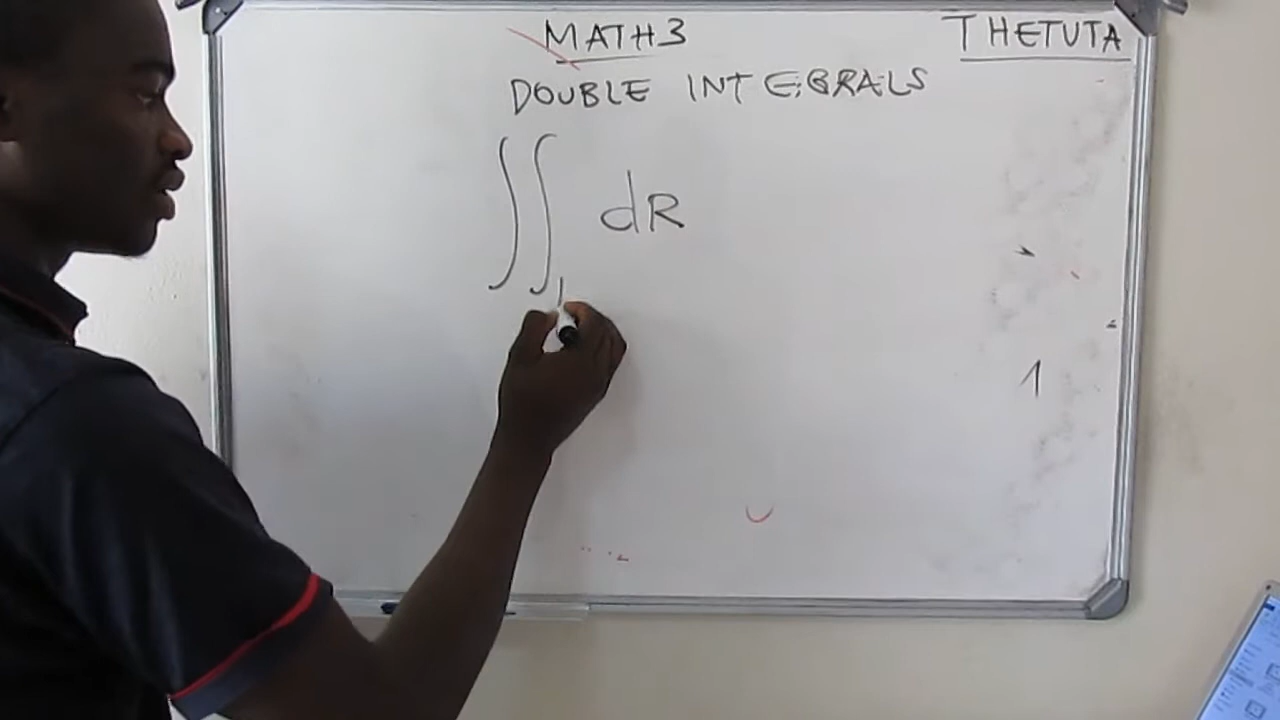 MATH3 THETUTA
DOUBLE INTEGRALS
∬ dR
1